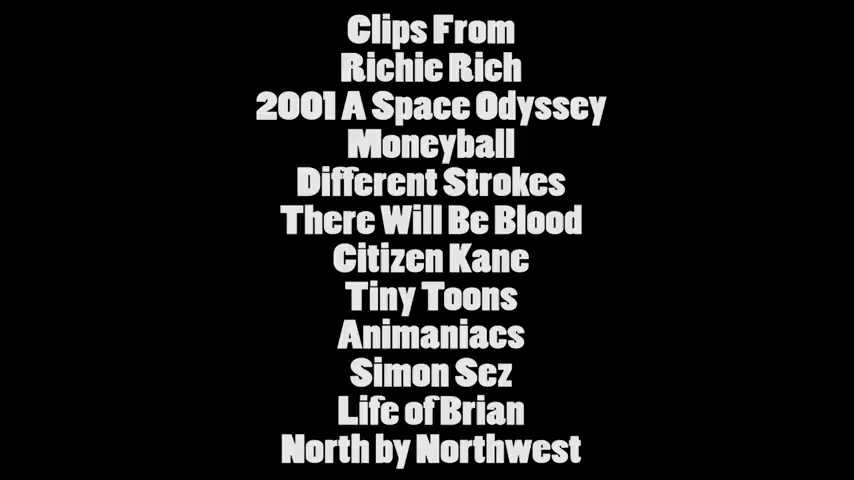 Clips From
Richie Rich
2001 A Space Odyssey
Moneyball
Different Strokes
There Will Be Blood
Citizen Kane
Tiny Toons
Animaniacs
Simon Sez
Life of Brian
North by Northwest